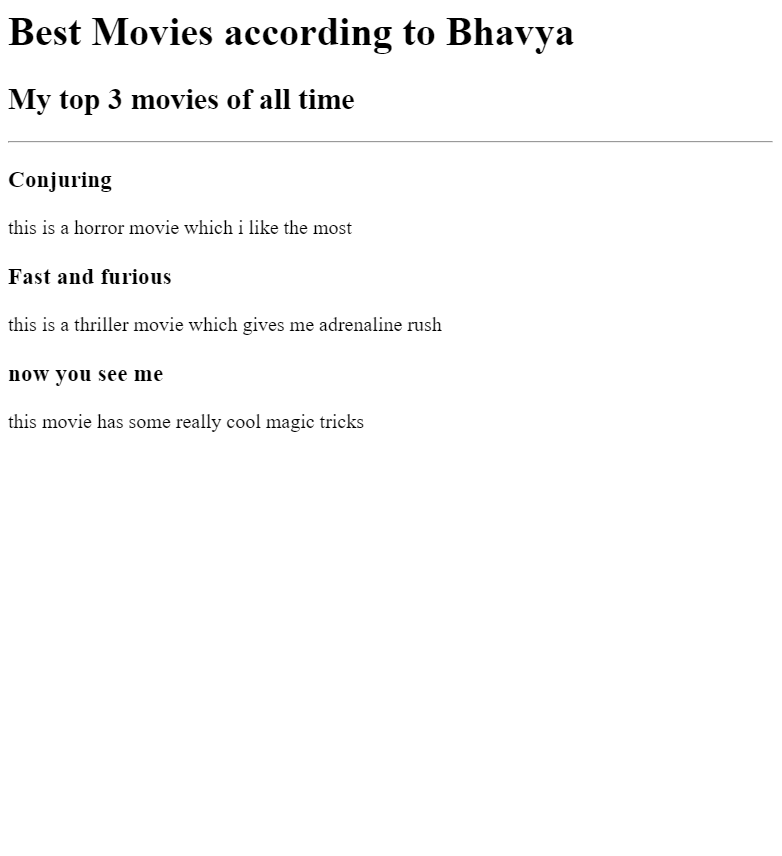 Best Movies according to Bhavya
My top 3 movies of all time
Conjuring
this is a horror movie which i like the most
Fast and furious
this is a thriller movie which gives me adrenaline rush
now you see me
this movie has some really cool magic tricks